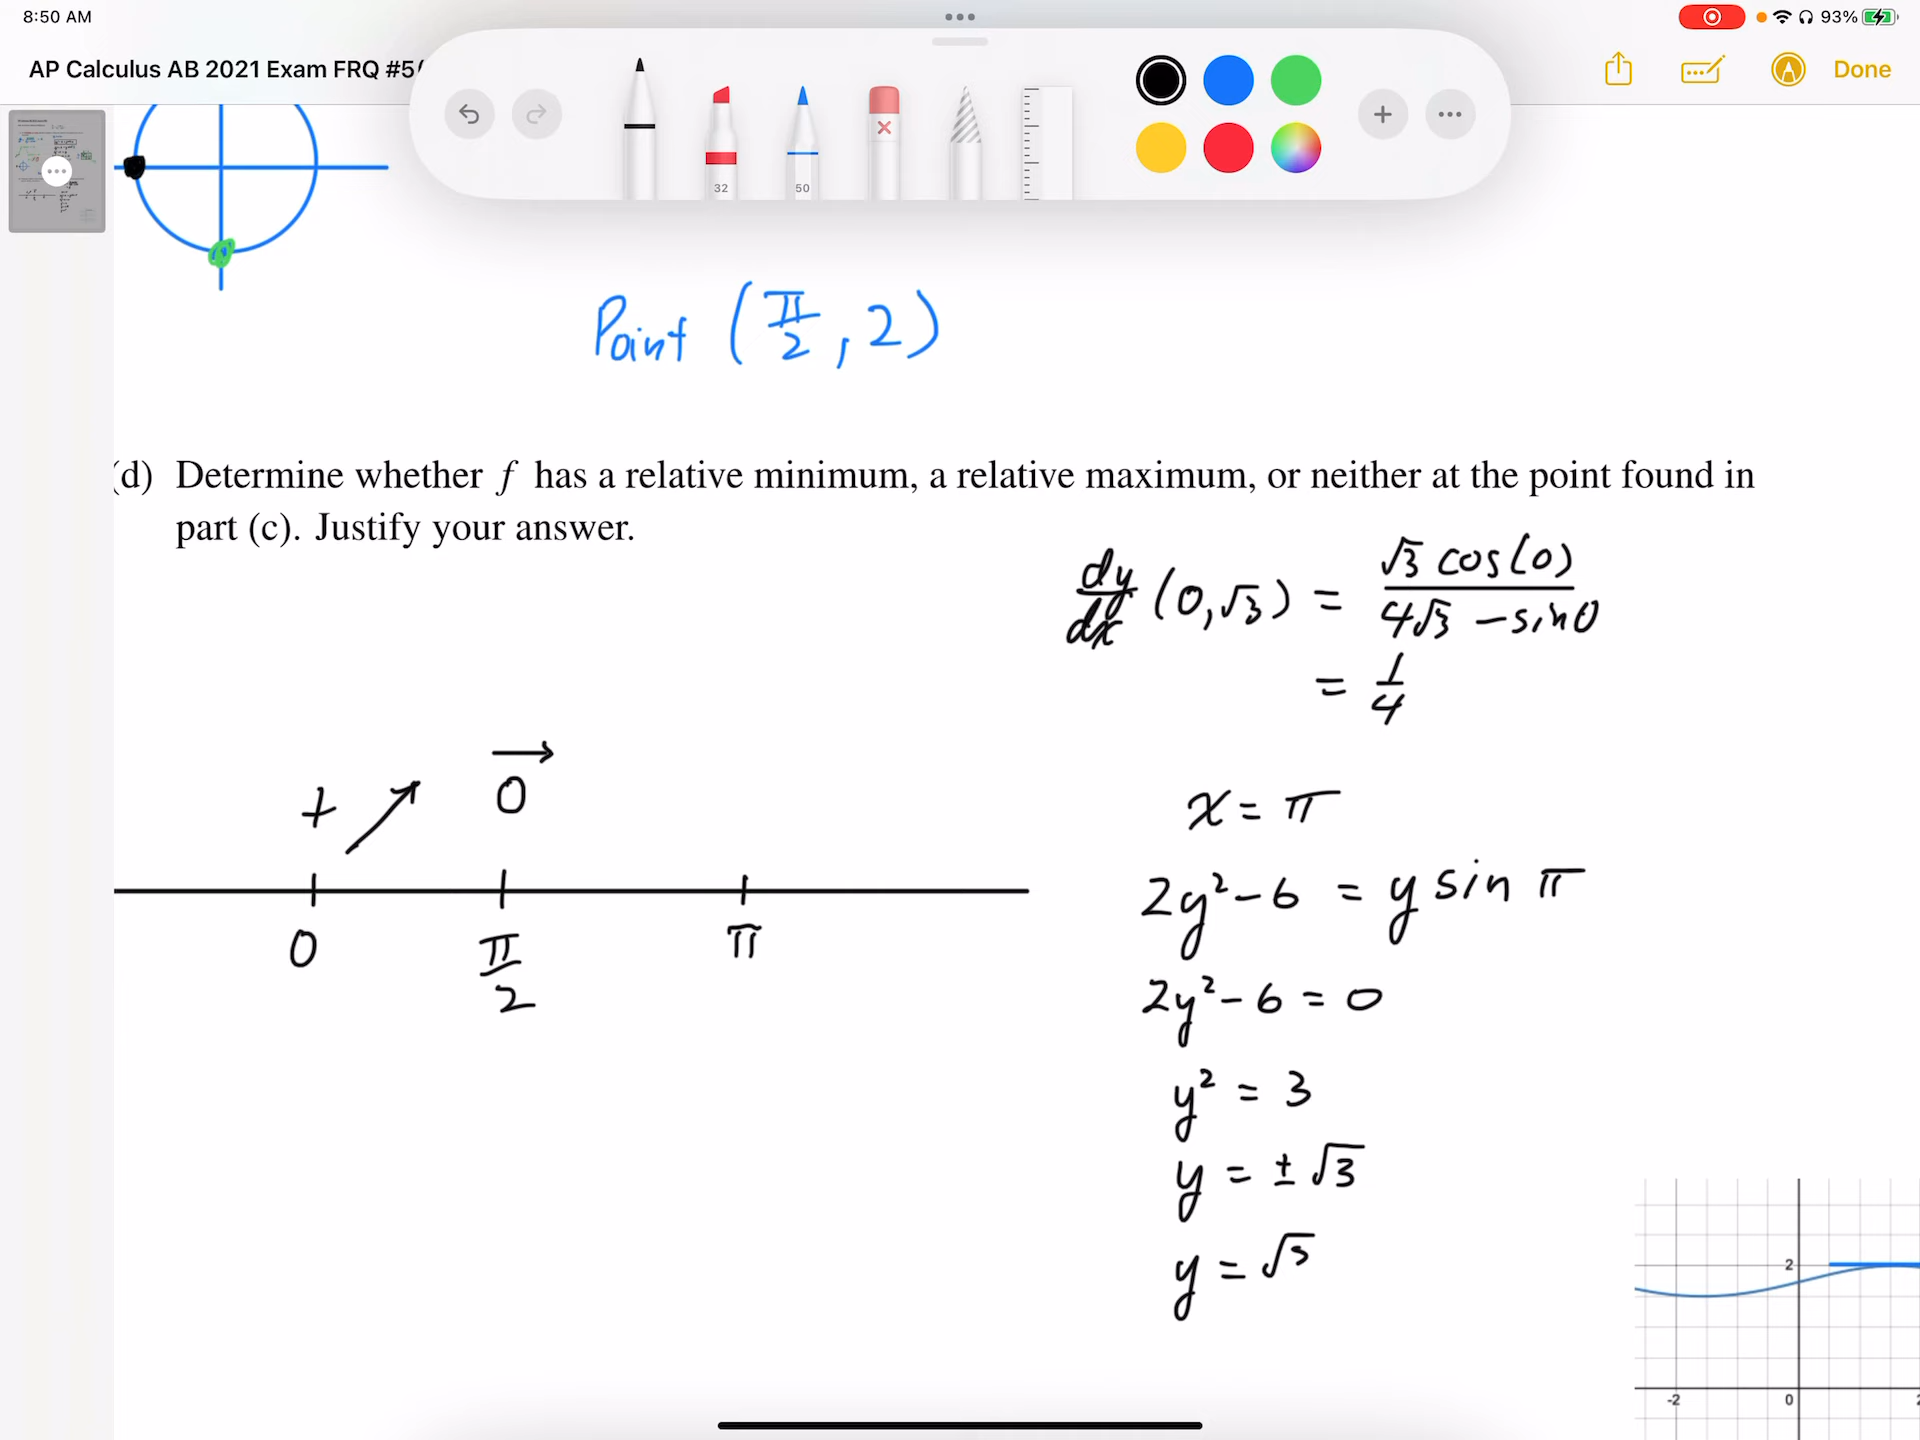 8:50 AM
93%
AP Calculus AB 2021 Exam FRQ #5(
Done
32
50
Point (π/2, 2)
(d) Determine whether f has a relative minimum, a relative maximum, or neither at the point found in
part (c). Justify your answer.
dy/dx (0, √3) = √3 cos(0) / 4√3 − sin 0
= 1/4
+ 0
0 π/2 π
x = π
2y² − 6 = y sin π
2y² − 6 = 0
y² = 3
y = ± √3
y = √3
2
-2 0